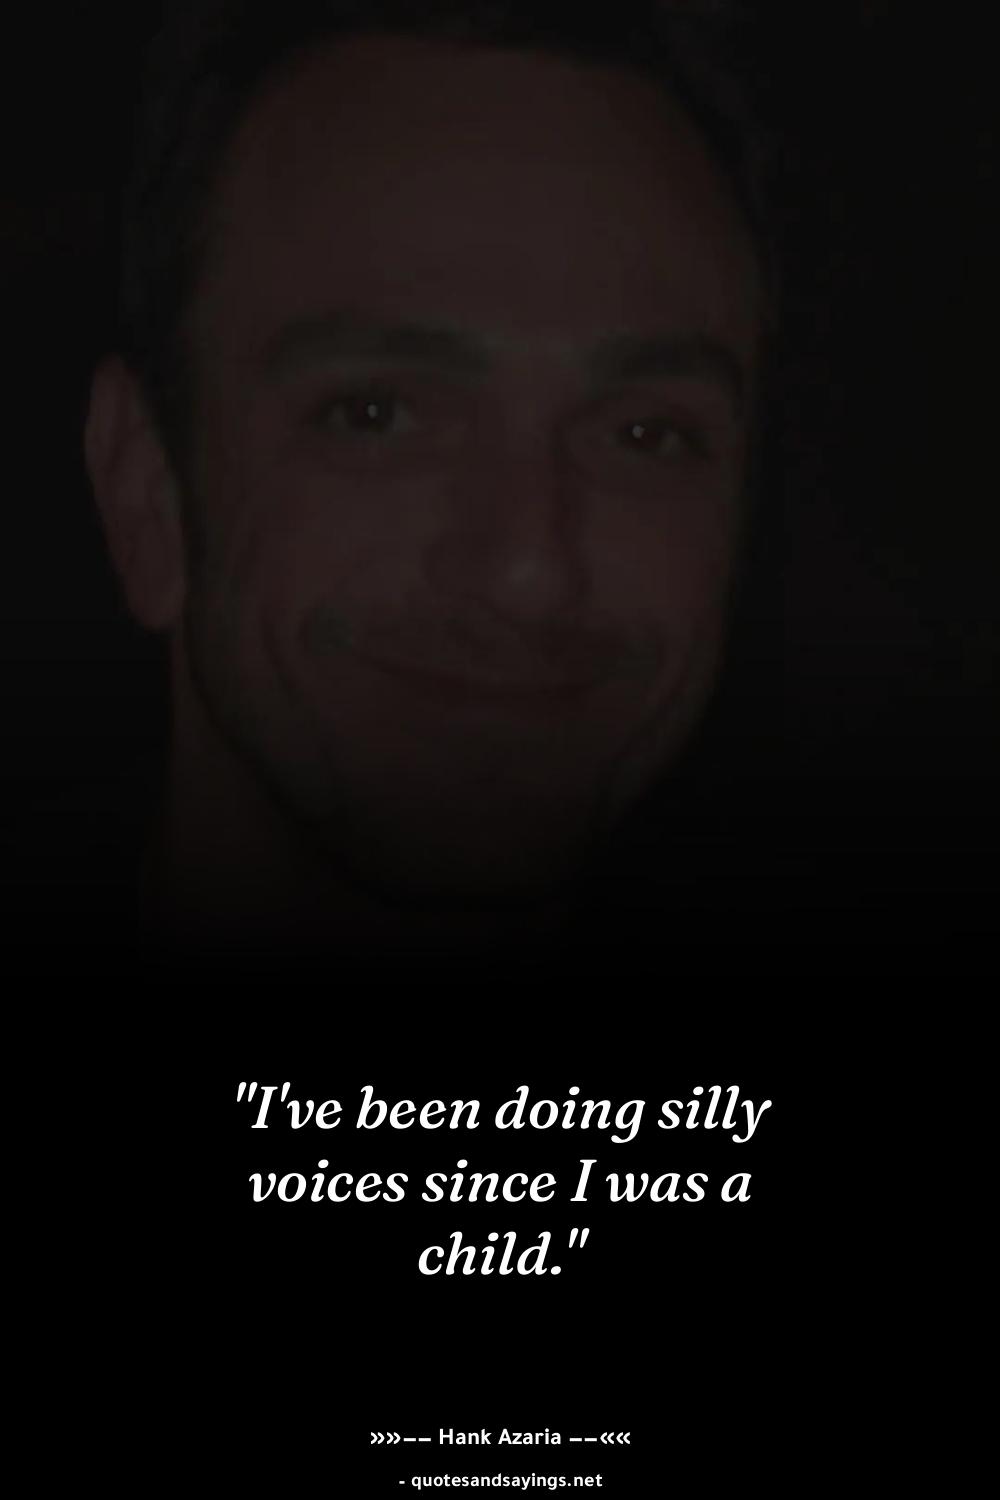 "I've been doing silly
voices since I was a
child."
»»—— Hank Azaria ——««
- quotesandsayings.net